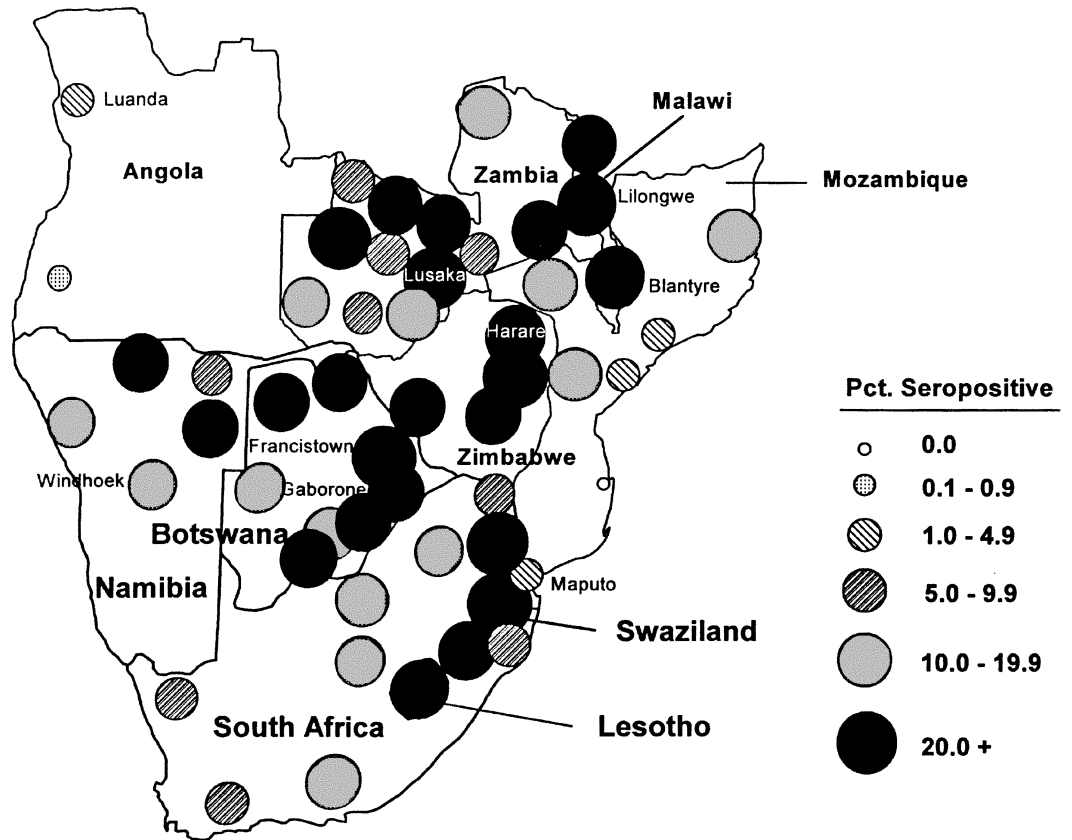 Luanda
Malawi
Angola
Zambia
Mozambique
Lilongwe
Lusaka
Blantyre
Harare
Pct. Seropositive
0.0
0.1 - 0.9
1.0 - 4.9
5.0 - 9.9
10.0 - 19.9
20.0 +
Francistown
Zimbabwe
Windhoek
Gaborone
Botswana
Namibia
Maputo
Swaziland
South Africa
Lesotho